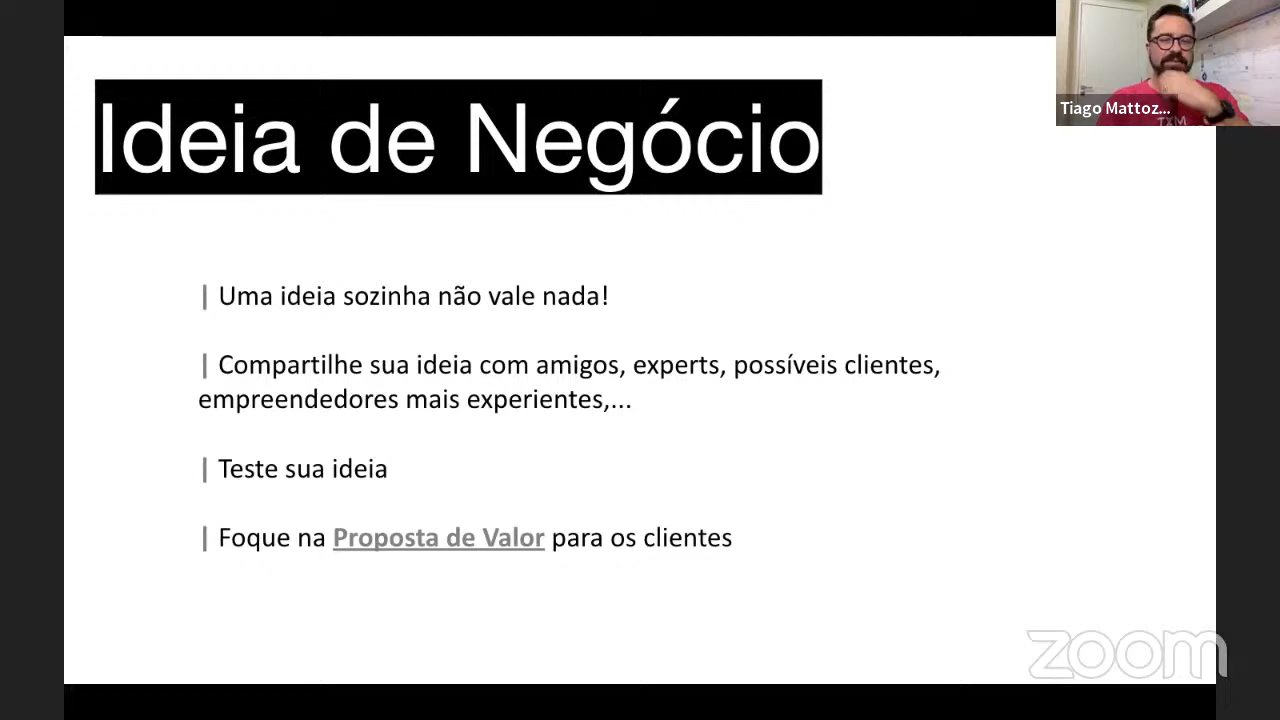 Ideia de Negócio
Tiago Mattoz...
TXM
| Uma ideia sozinha não vale nada!
| Compartilhe sua ideia com amigos, experts, possíveis clientes,
empreendedores mais experientes,...
| Teste sua ideia
| Foque na Proposta de Valor para os clientes
zoom